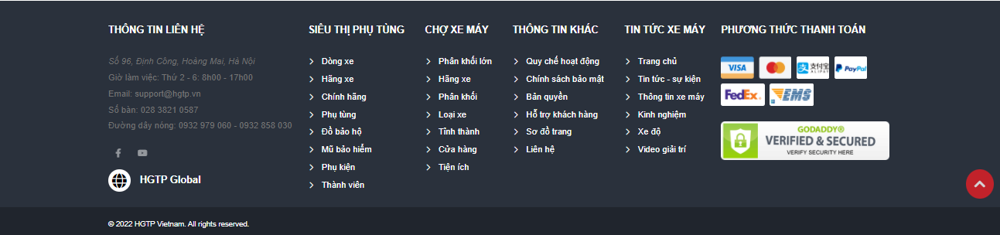 THÔNG TIN LIÊN HỆ
Số 96, Định Công, Hoàng Mai, Hà Nội
Giờ làm việc: Thứ 2 - 6: 8h00 - 17h00
Email: support@hgtp.vn
Số bàn: 028 3821 0587
Đường dây nóng: 0932 979 060 - 0932 858 030
HGTP Global
SIÊU THỊ PHỤ TÙNG
Dòng xe
Hãng xe
Chính hãng
Phụ tùng
Đồ bảo hộ
Mũ bảo hiểm
Phụ kiện
Thành viên
CHỢ XE MÁY
Phân khối lớn
Hãng xe
Phân khối
Loại xe
Tỉnh thành
Cửa hàng
Tiện ích
THÔNG TIN KHÁC
Quy chế hoạt động
Chính sách bảo mật
Bản quyền
Hỗ trợ khách hàng
Sơ đồ trang
Liên hệ
TIN TỨC XE MÁY
Trang chủ
Tin tức - sự kiện
Thông tin xe máy
Kinh nghiệm
Xe độ
Video giải trí
PHƯƠNG THỨC THANH TOÁN
VISA
MasterCard
支付宝
ALIPAY
PayPal
FedEx
EMS
GODADDY®
VERIFIED & SECURED
VERIFY SECURITY HERE
© 2022 HGTP Vietnam. All rights reserved.